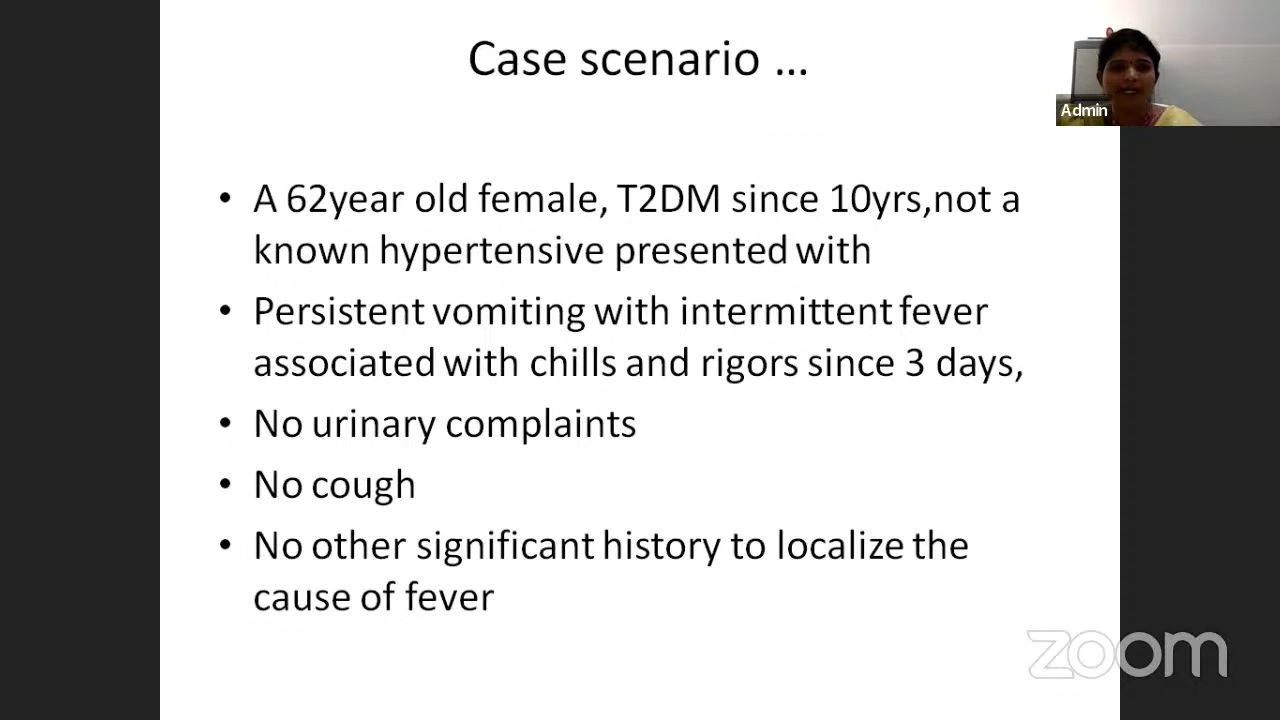 Case scenario ...
Admin
• A 62year old female, T2DM since 10yrs,not a
known hypertensive presented with
• Persistent vomiting with intermittent fever
associated with chills and rigors since 3 days,
• No urinary complaints
• No cough
• No other significant history to localize the
cause of fever
zoom